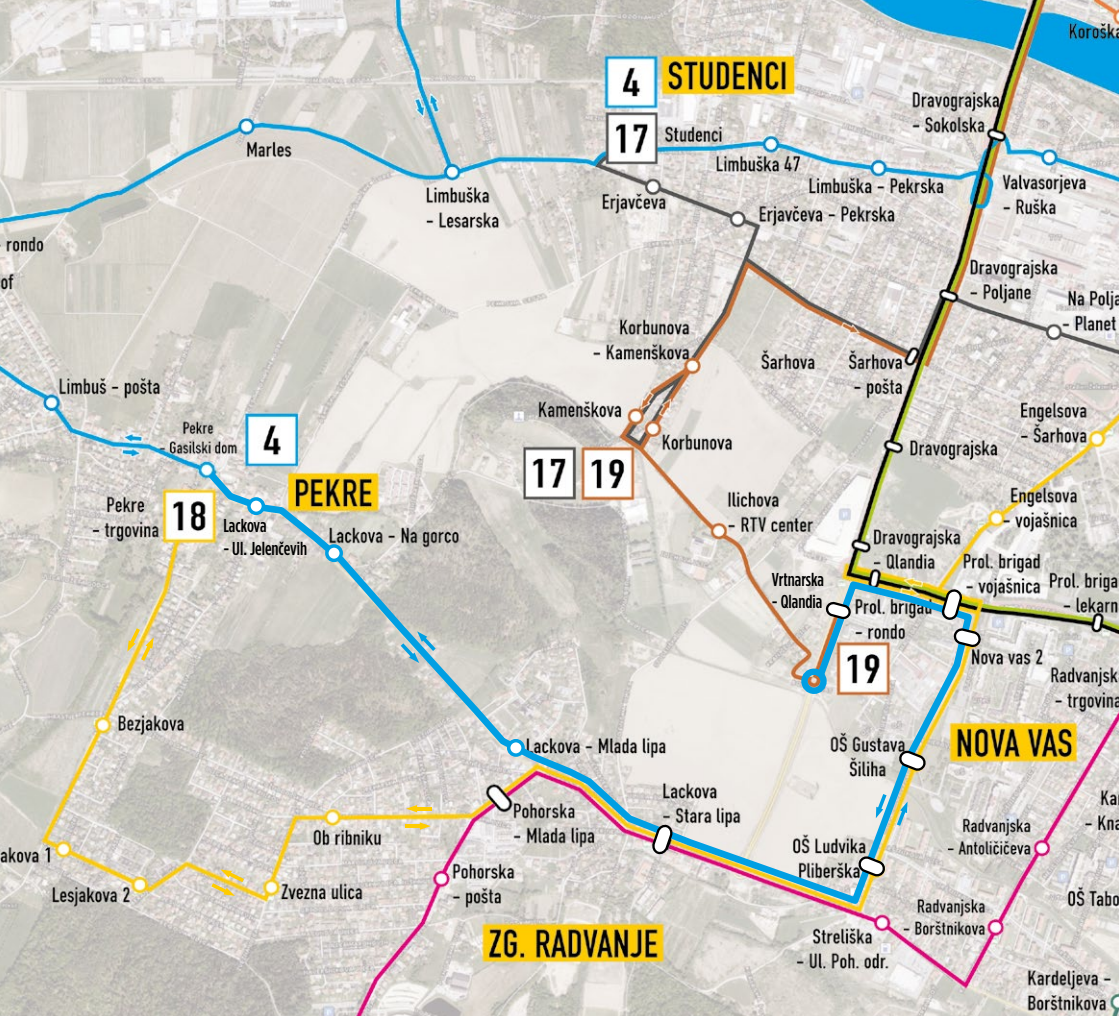 Koroška
4
STUDENCI
Dravograjska
– Sokolska
17
Studenci
Marles
Limbuška 47
Limbuška – Pekrska
Valvasorjeva
– Ruška
Limbuška
– Lesarska
Erjavčeva
Erjavčeva – Pekrska
– rondo
of
Dravograjska
– Poljane
PEKRSKA CESTA
Na Polja
– Planet
Korbunova
– Kamenškova
Šarhova
Šarhova
– pošta
Limbuš – pošta
Kamenškova
Engelsova
– Šarhova
Pekre
– Gasilski dom
4
Korbunova
Dravograjska
17
19
PEKRE
Pekre
– trgovina
18
Lackova
– Ul. Jelenčevih
Lackova – Na gorco
Ilichova
– RTV center
Engelsova
– vojašnica
Dravograjska
– Qlandia
Prol. brigad
– vojašnica
Vrtnarska
– Qlandia
Prol. brigad
– rondo
Prol. briga
– lekarn
Nova vas 2
19
Radvanjsk
– trgovina
Bezjakova
Lackova – Mlada lipa
OŠ Gustava
Šiliha
NOVA VAS
Lackova
– Stara lipa
Pohorska
– Mlada lipa
Ob ribniku
Ka
– Kna
Radvanjska
– Antoličičeva
akova 1
OŠ Ludvika
Pliberška
Lesjakova 2
Zvezna ulica
Pohorska
– pošta
OŠ Tabo
Radvanjska
– Borštnikova
ZG. RADVANJE
Streliška
– Ul. Poh. odr.
Kardeljeva –
Borštnikova